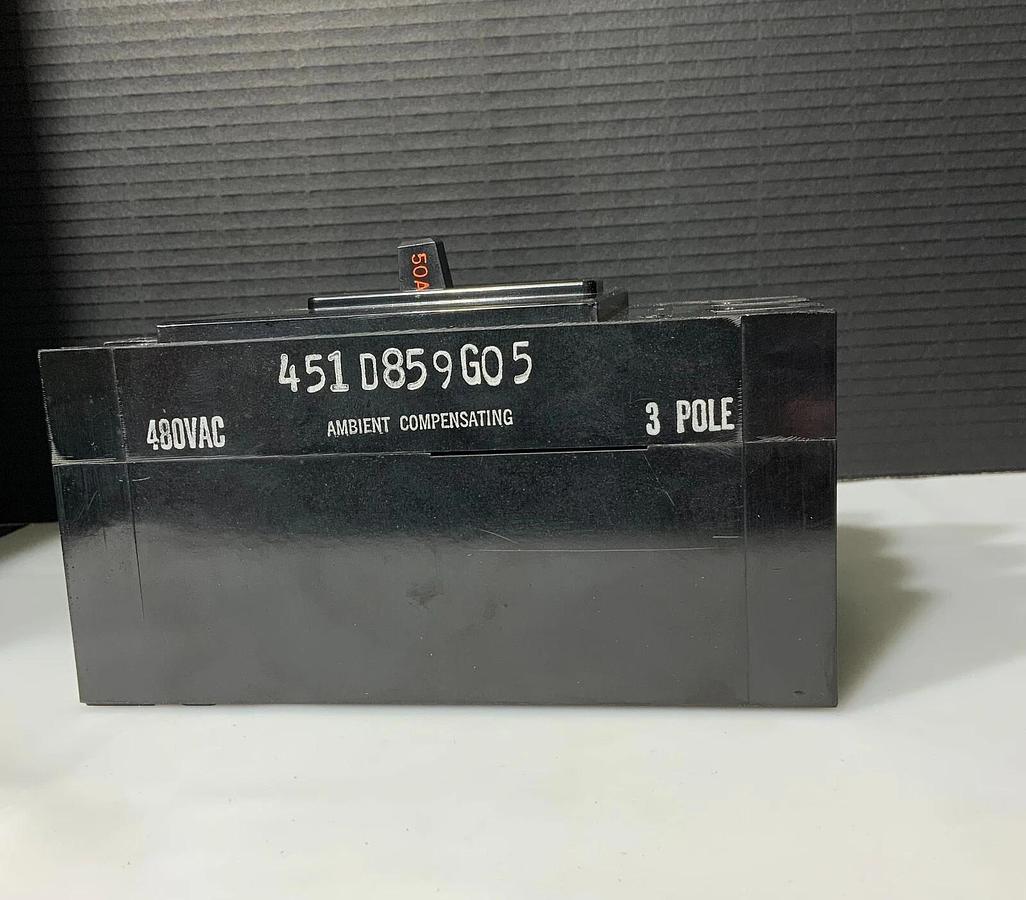 50A
451D859G05
AMBIENT COMPENSATING
480VAC
3 POLE